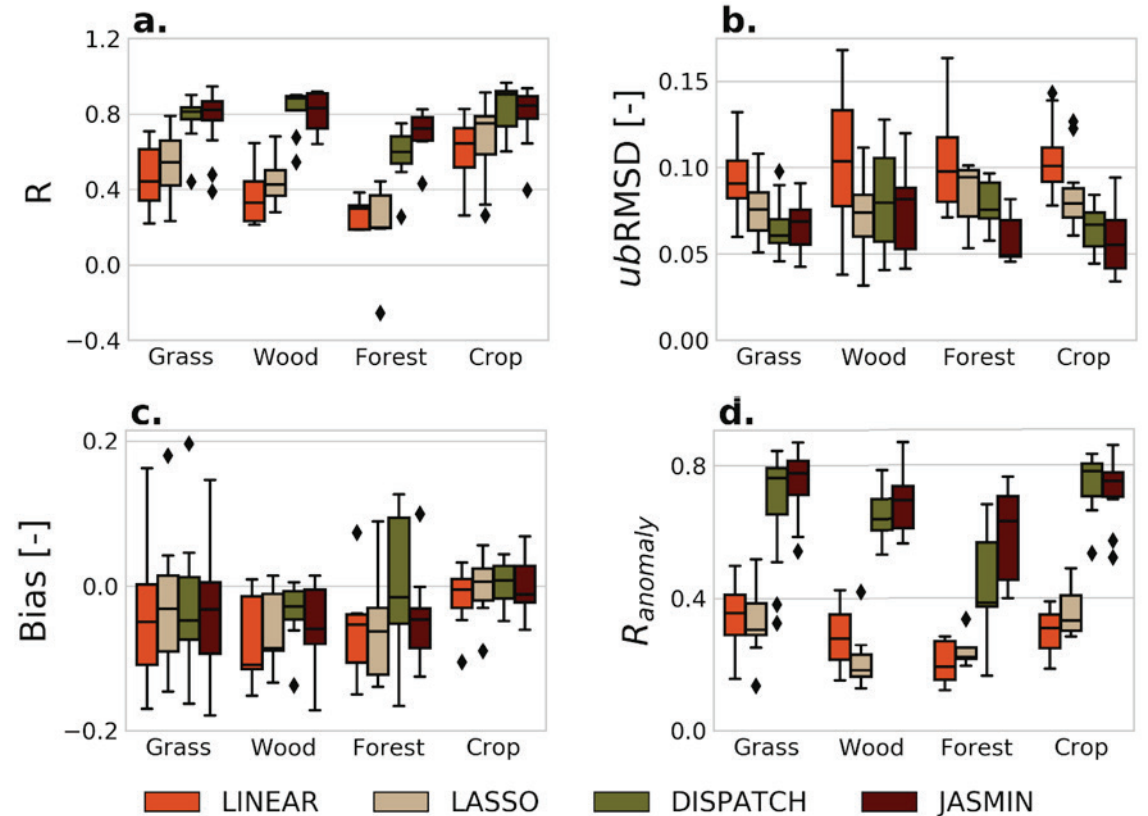 a.
1.2
0.8
0.4
0.0
−0.4
R
Grass Wood Forest Crop
b.
0.15
0.10
0.05
0.00
ubRMSD [-]
Grass Wood Forest Crop
c.
0.2
0.0
−0.2
Bias [-]
Grass Wood Forest Crop
d.
0.8
0.4
0.0
Ranomaly
Grass Wood Forest Crop
LINEAR LASSO DISPATCH JASMIN